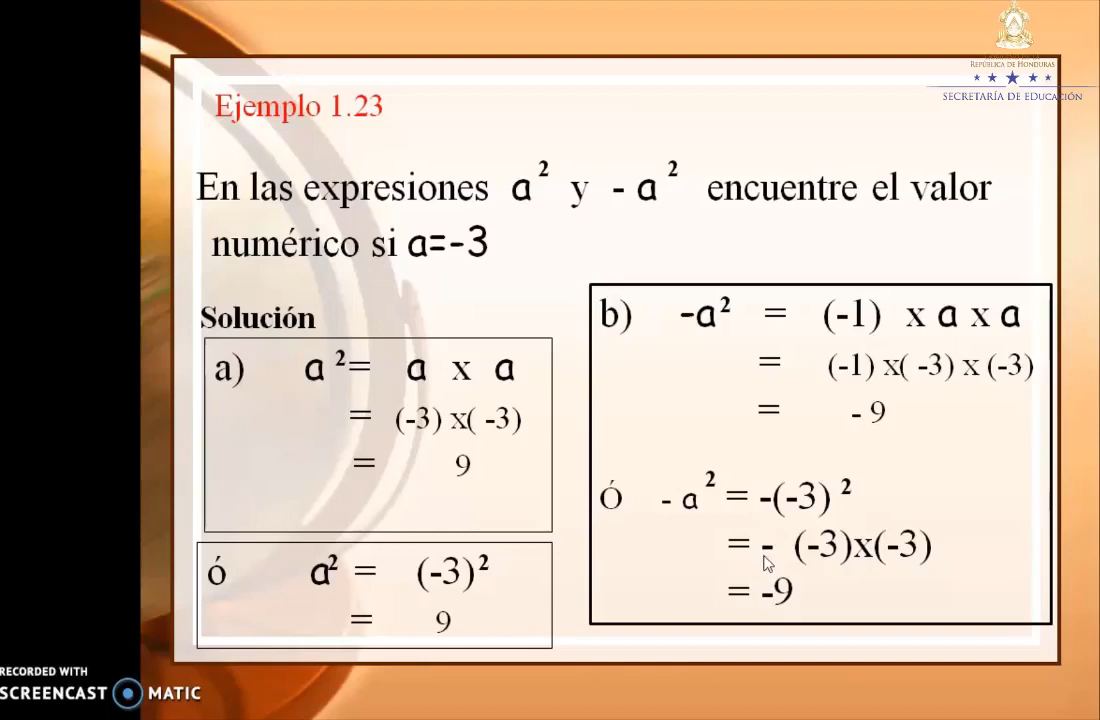 REPÚBLICA DE HONDURAS
SECRETARÍA DE EDUCACIÓN
Ejemplo 1.23
En las expresiones a² y - a² encuentre el valor
numérico si a=-3
Solución
a) a² = a x a
= (-3) x( -3)
= 9
ó a² = (-3)²
= 9
b) -a² = (-1) x a x a
= (-1) x( -3) x (-3)
= - 9
Ó - a² = -(-3)²
= - (-3)x(-3)
= -9
RECORDED WITH
SCREENCAST MATIC